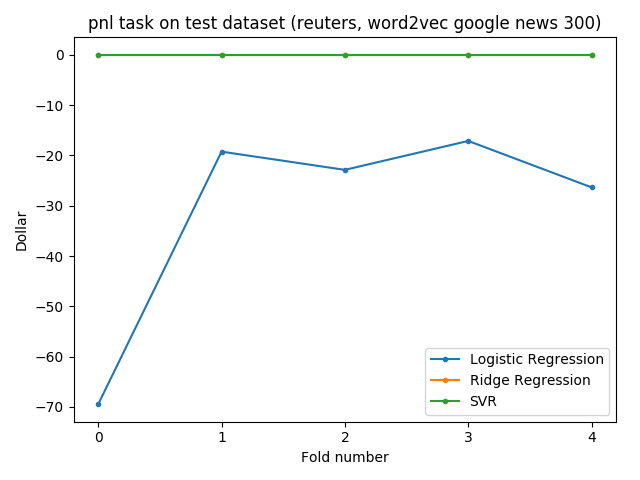 pnl task on test dataset (reuters, word2vec google news 300)
0
−10
−20
−30
−40
−50
−60
−70
Dollar
Logistic Regression
Ridge Regression
SVR
0 1 2 3 4
Fold number